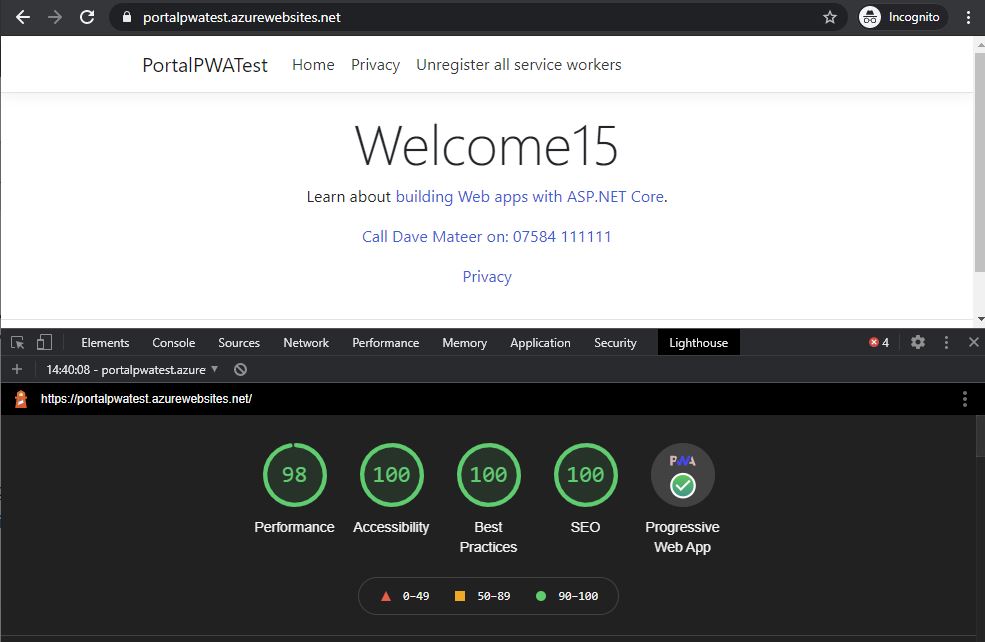 portalpwatest.azurewebsites.net Incognito
PortalPWATest Home Privacy Unregister all service workers
Welcome15
Learn about building Web apps with ASP.NET Core.
Call Dave Mateer on: 07584 111111
Privacy
Elements Console Sources Network Performance Memory Application Security Lighthouse 4
14:40:08 - portalpwatest.azure
https://portalpwatest.azurewebsites.net/
98 100 100 100 PWA
Performance Accessibility Best Practices SEO Progressive Web App
0–49 50–89 90–100